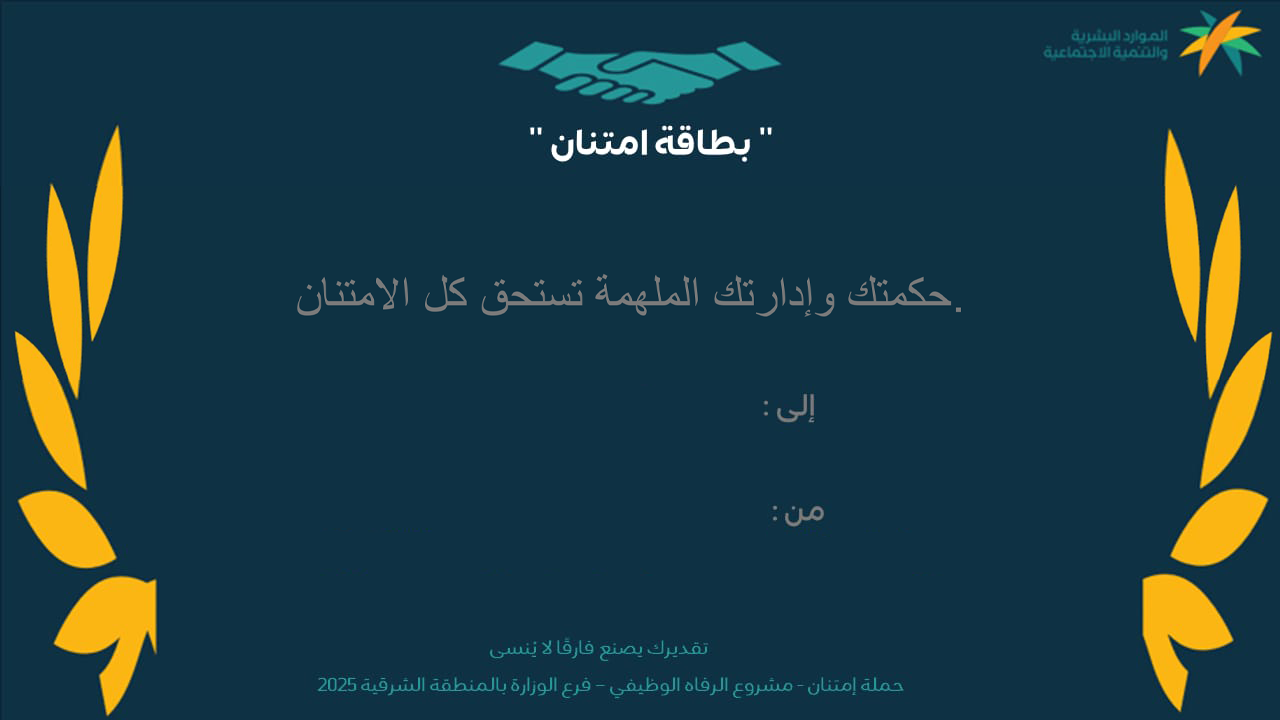 الموارد البشرية
والتنمية الاجتماعية
" بطاقة امتنان "
حكمتك وإدارتك الملهمة تستحق كل الامتنان.
إلى :
من :
تقديرك يصنع فارقًا لا يُنسى
حملة إمتنان - مشروع الرفاه الوظيفي – فرع الوزارة بالمنطقة الشرقية 2025